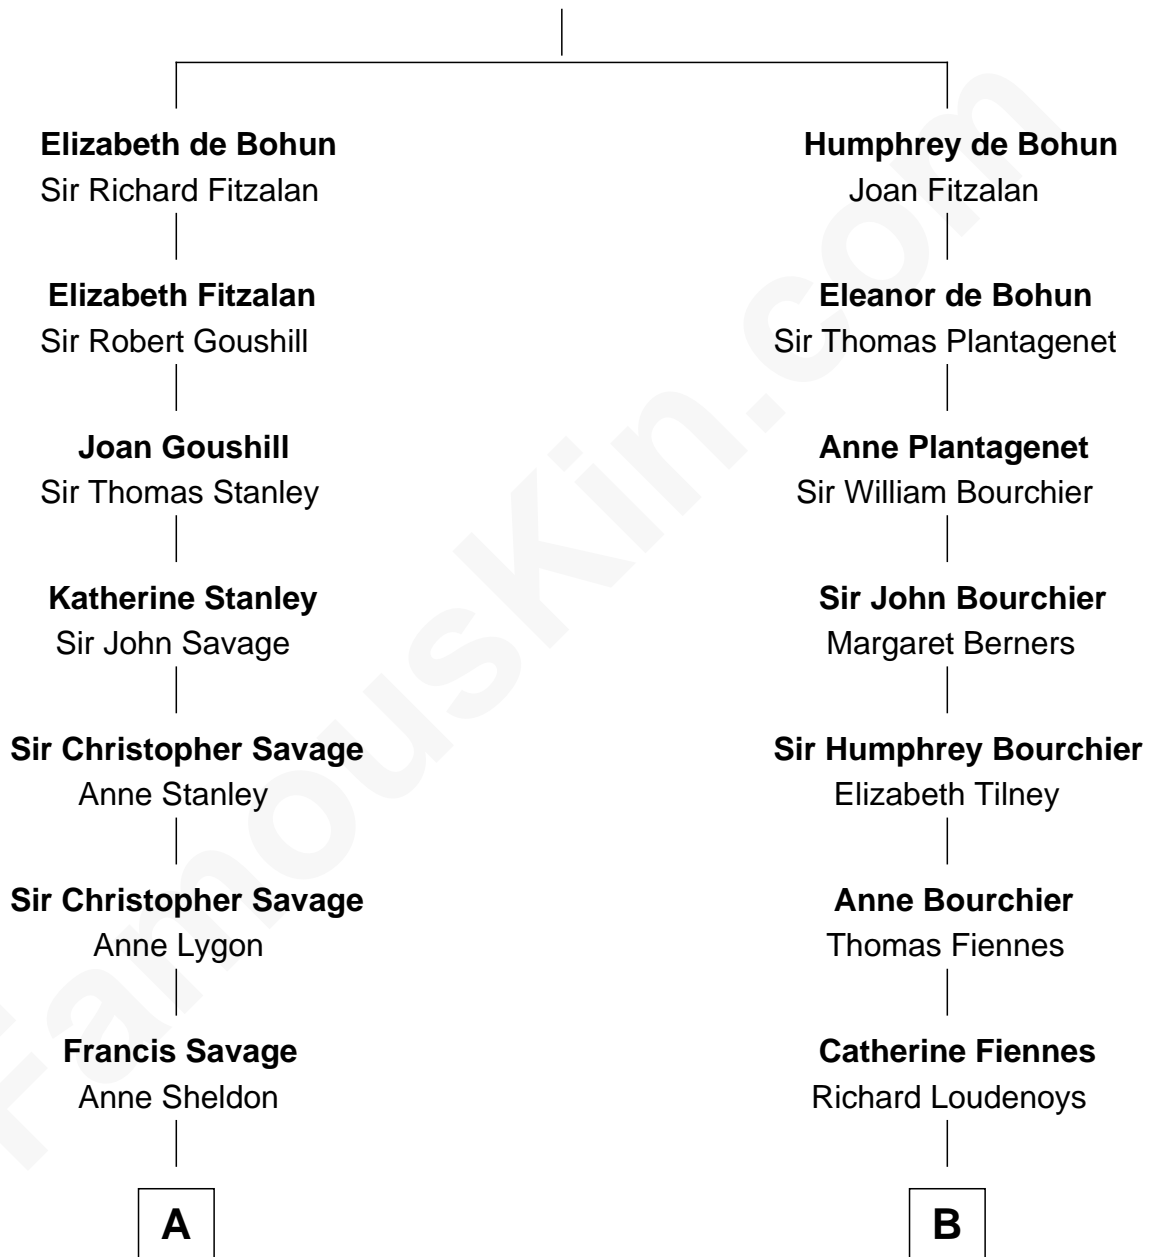 Elizabeth de Bohun
Sir Richard Fitzalan
Elizabeth Fitzalan
Sir Robert Goushill
Joan Goushill
Sir Thomas Stanley
Katherine Stanley
Sir John Savage
Sir Christopher Savage
Anne Stanley
Sir Christopher Savage
Anne Lygon
Francis Savage
Anne Sheldon
A
Humphrey de Bohun
Joan Fitzalan
Eleanor de Bohun
Sir Thomas Plantagenet
Anne Plantagenet
Sir William Bourchier
Sir John Bourchier
Margaret Berners
Sir Humphrey Bourchier
Elizabeth Tilney
Anne Bourchier
Thomas Fiennes
Catherine Fiennes
Richard Loudenoys
B
FamousKin.com